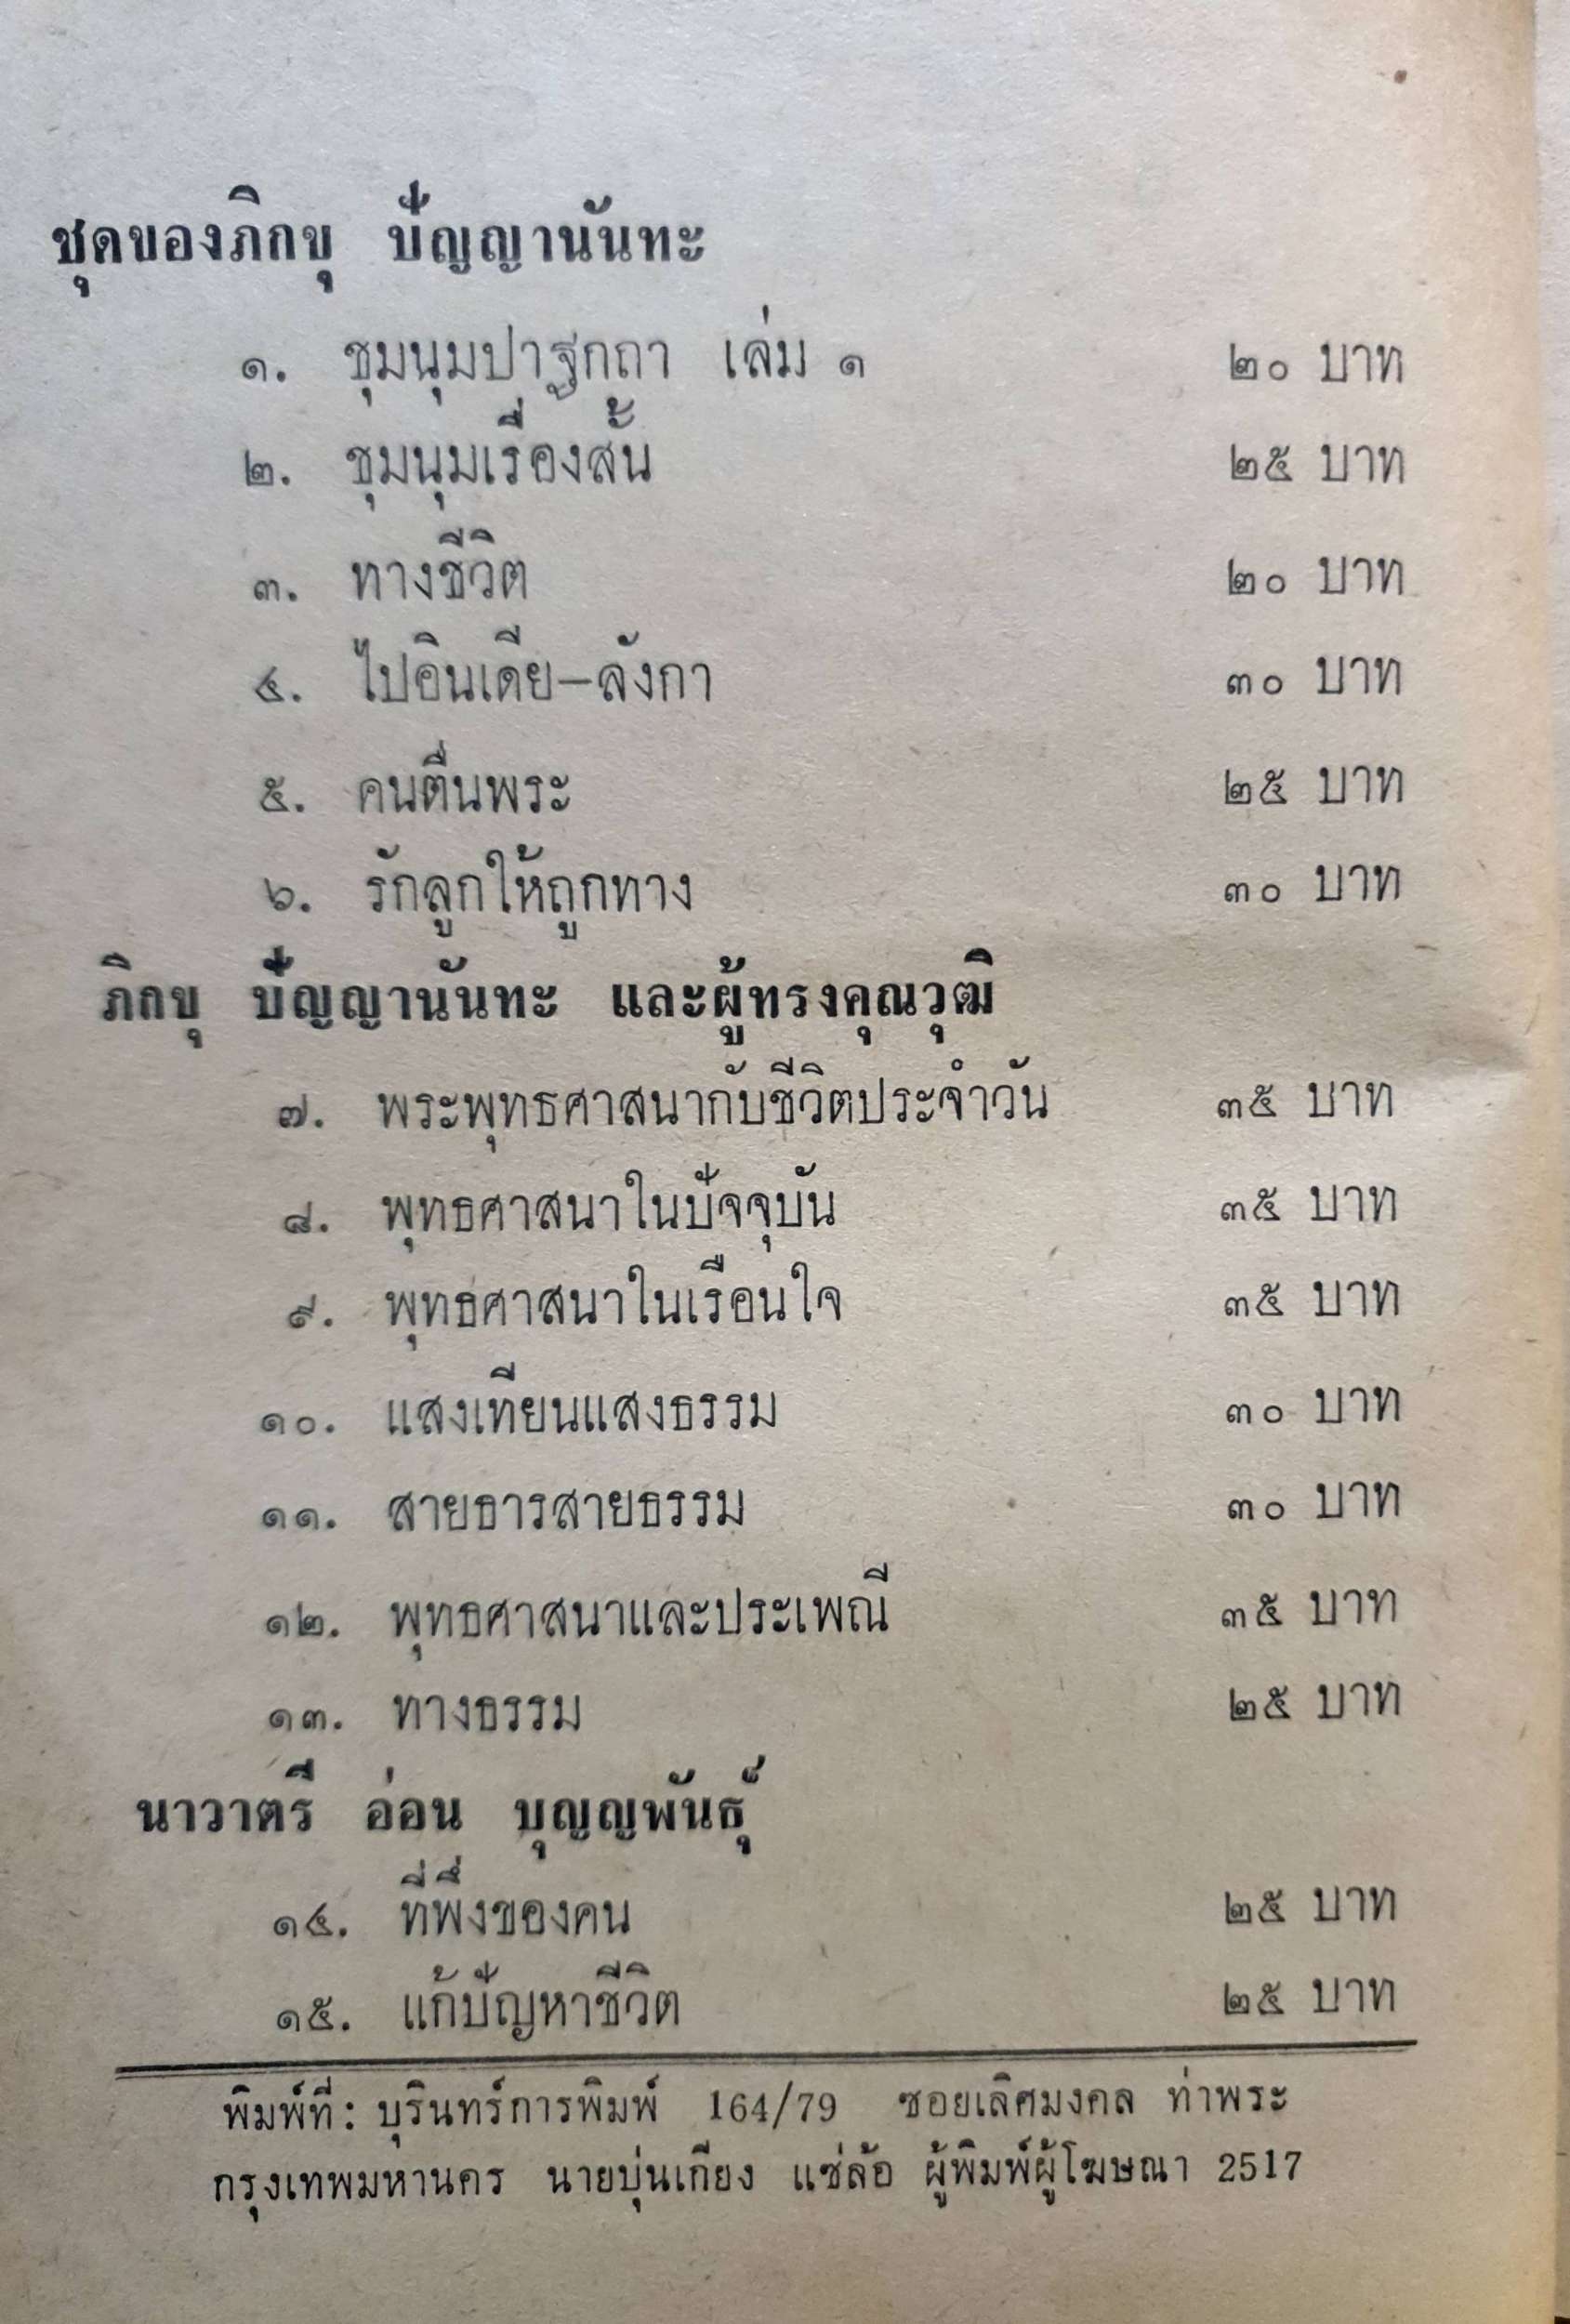 ชุดของภิกขุ ปัญญานันทะ
๑. ชุมนุมปาฐกถา เล่ม ๑ ๒๐ บาท
๒. ชุมนุมเรื่องสั้น ๒๕ บาท
๓. ทางชีวิต ๒๐ บาท
๔. ไปอินเดีย–ลังกา ๓๐ บาท
๕. คนตื่นพระ ๒๕ บาท
๖. รักลูกให้ถูกทาง ๓๐ บาท
ภิกขุ ปัญญานันทะ และผู้ทรงคุณวุฒิ
๗. พระพุทธศาสนากับชีวิตประจำวัน ๓๕ บาท
๘. พุทธศาสนาในปัจจุบัน ๓๕ บาท
๙. พุทธศาสนาในเรือนใจ ๓๕ บาท
๑๐. แสงเทียนแสงธรรม ๓๐ บาท
๑๑. สายธารสายธรรม ๓๐ บาท
๑๒. พุทธศาสนาและประเพณี ๓๕ บาท
๑๓. ทางธรรม ๒๕ บาท
นาวาตรี อ่อน บุญญพันธุ์
๑๔. ที่พึ่งของคน ๒๕ บาท
๑๕. แก้ปัญหาชีวิต ๒๕ บาท
พิมพ์ที่: บุรินทร์การพิมพ์ 164/79 ซอยเลิศมงคล ท่าพระ
กรุงเทพมหานคร นายบุ่นเกียง แซ่ล้อ ผู้พิมพ์ผู้โฆษณา 2517